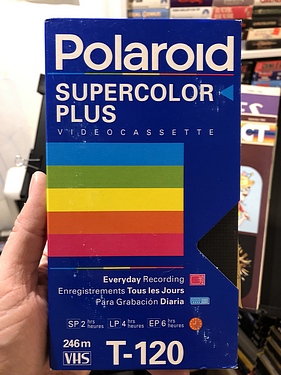 Polaroid
SUPERCOLOR
PLUS
VIDEOCASSETTE
Everyday Recording
Enregistrements Tous les Jours
Para Grabación Diaria
SP 2 hrs heures LP 4 hrs heures EP 6 hrs heures
246m
VHS T-120